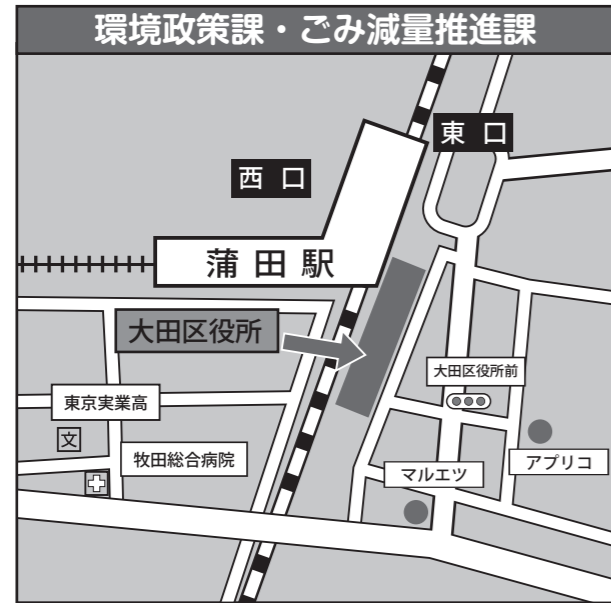 環境政策課・ごみ減量推進課
東口
西口
蒲田駅
大田区役所
大田区役所前
東京実業高
文
牧田総合病院
アプリコ
マルエツ